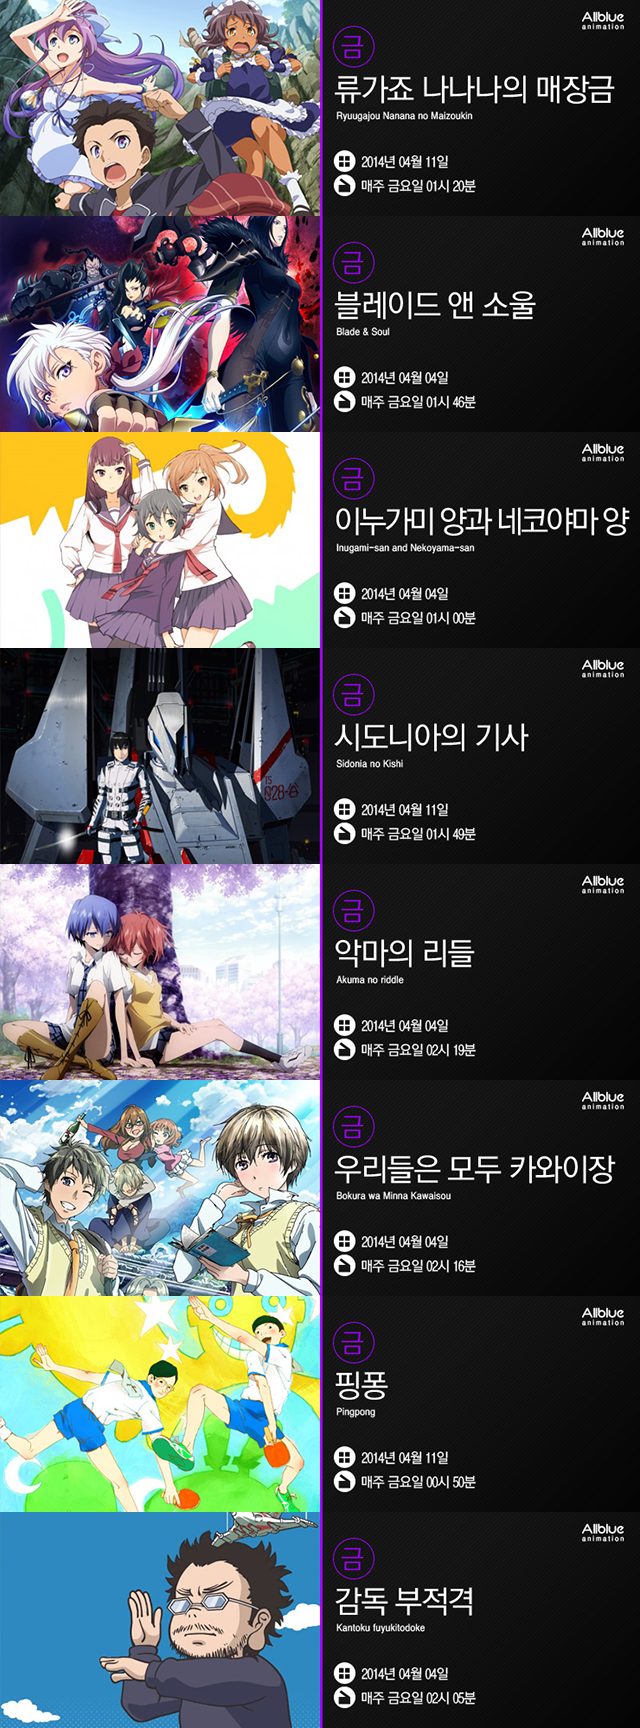 Allblue
animation
금
류가죠 나나나의 매장금
Ryuugajou Nanana no Maizoukin
2014년 04월 11일
매주 금요일 01시 20분
Allblue
animation
금
블레이드 앤 소울
Blade & Soul
2014년 04월 04일
매주 금요일 01시 46분
Allblue
animation
금
이누가미 양과 네코야마 양
Inugami-san and Nekoyama-san
2014년 04월 04일
매주 금요일 01시 00분
Allblue
animation
금
시도니아의 기사
Sidonia no Kishi
2014년 04월 11일
매주 금요일 01시 49분
TS
028-谷
Allblue
animation
금
악마의 리들
Akuma no riddle
2014년 04월 04일
매주 금요일 02시 19분
Allblue
animation
금
우리들은 모두 카와이장
Bokura wa Minna Kawaisou
2014년 04월 04일
매주 금요일 02시 16분
Allblue
animation
금
핑퐁
Pingpong
2014년 04월 11일
매주 금요일 00시 50분
Allblue
animation
금
감독 부적격
Kantoku fuyukitodoke
2014년 04월 04일
매주 금요일 02시 05분